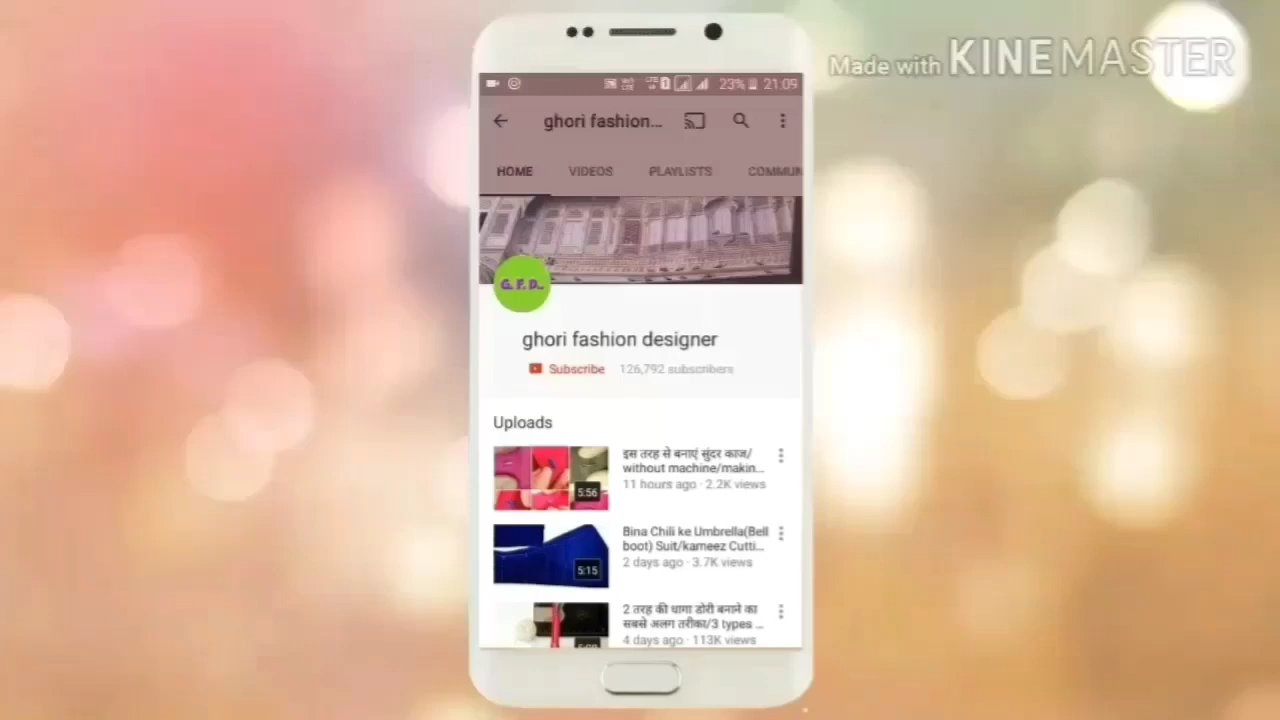 Made with KINEMASTER
23% 21:09
ghori fashion...
HOME VIDEOS PLAYLISTS COMMUN
G. F. D..
ghori fashion designer
Subscribe 126,792 subscribers
Uploads
इस तरह से बनाएं सुंदर काज/
without machine/makin...
11 hours ago · 2.2K views
5:56
Bina Chili ke Umbrella(Bell
boot) Suit/kameez Cutti...
2 days ago · 3.7K views
5:15
2 तरह की धागा डोरी बनाने का
सबसे अलग तरीका/3 types ...
4 days ago · 113K views